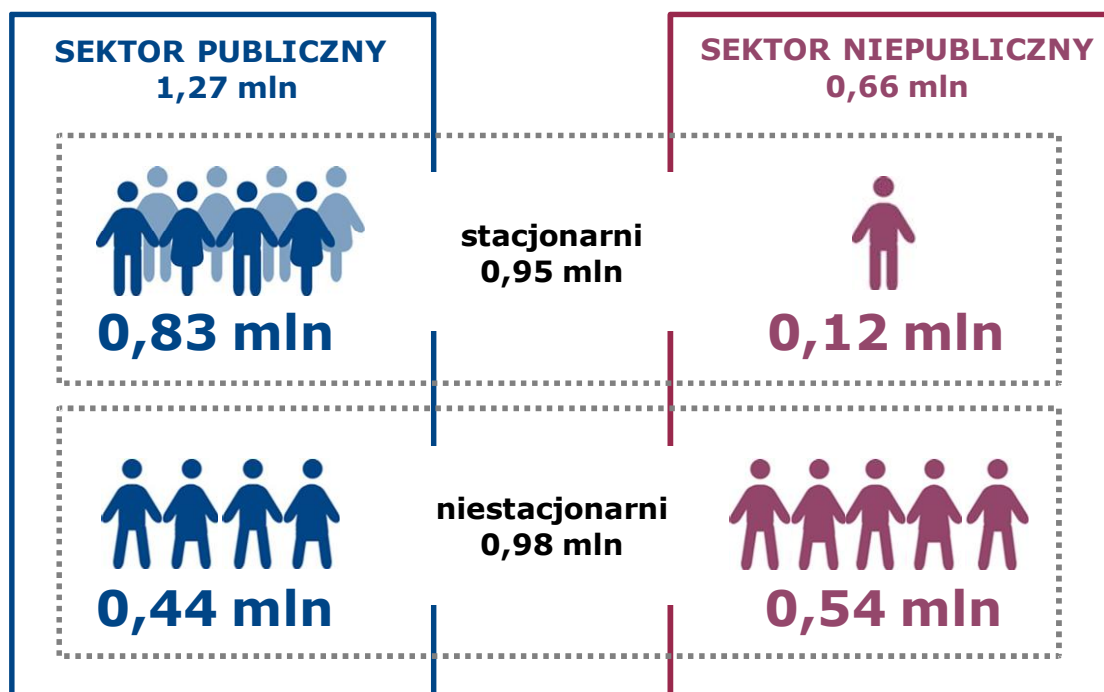 SEKTOR PUBLICZNY
1,27 mln
SEKTOR NIEPUBLICZNY
0,66 mln
stacjonarni
0,95 mln
0,83 mln
0,12 mln
niestacjonarni
0,98 mln
0,44 mln
0,54 mln